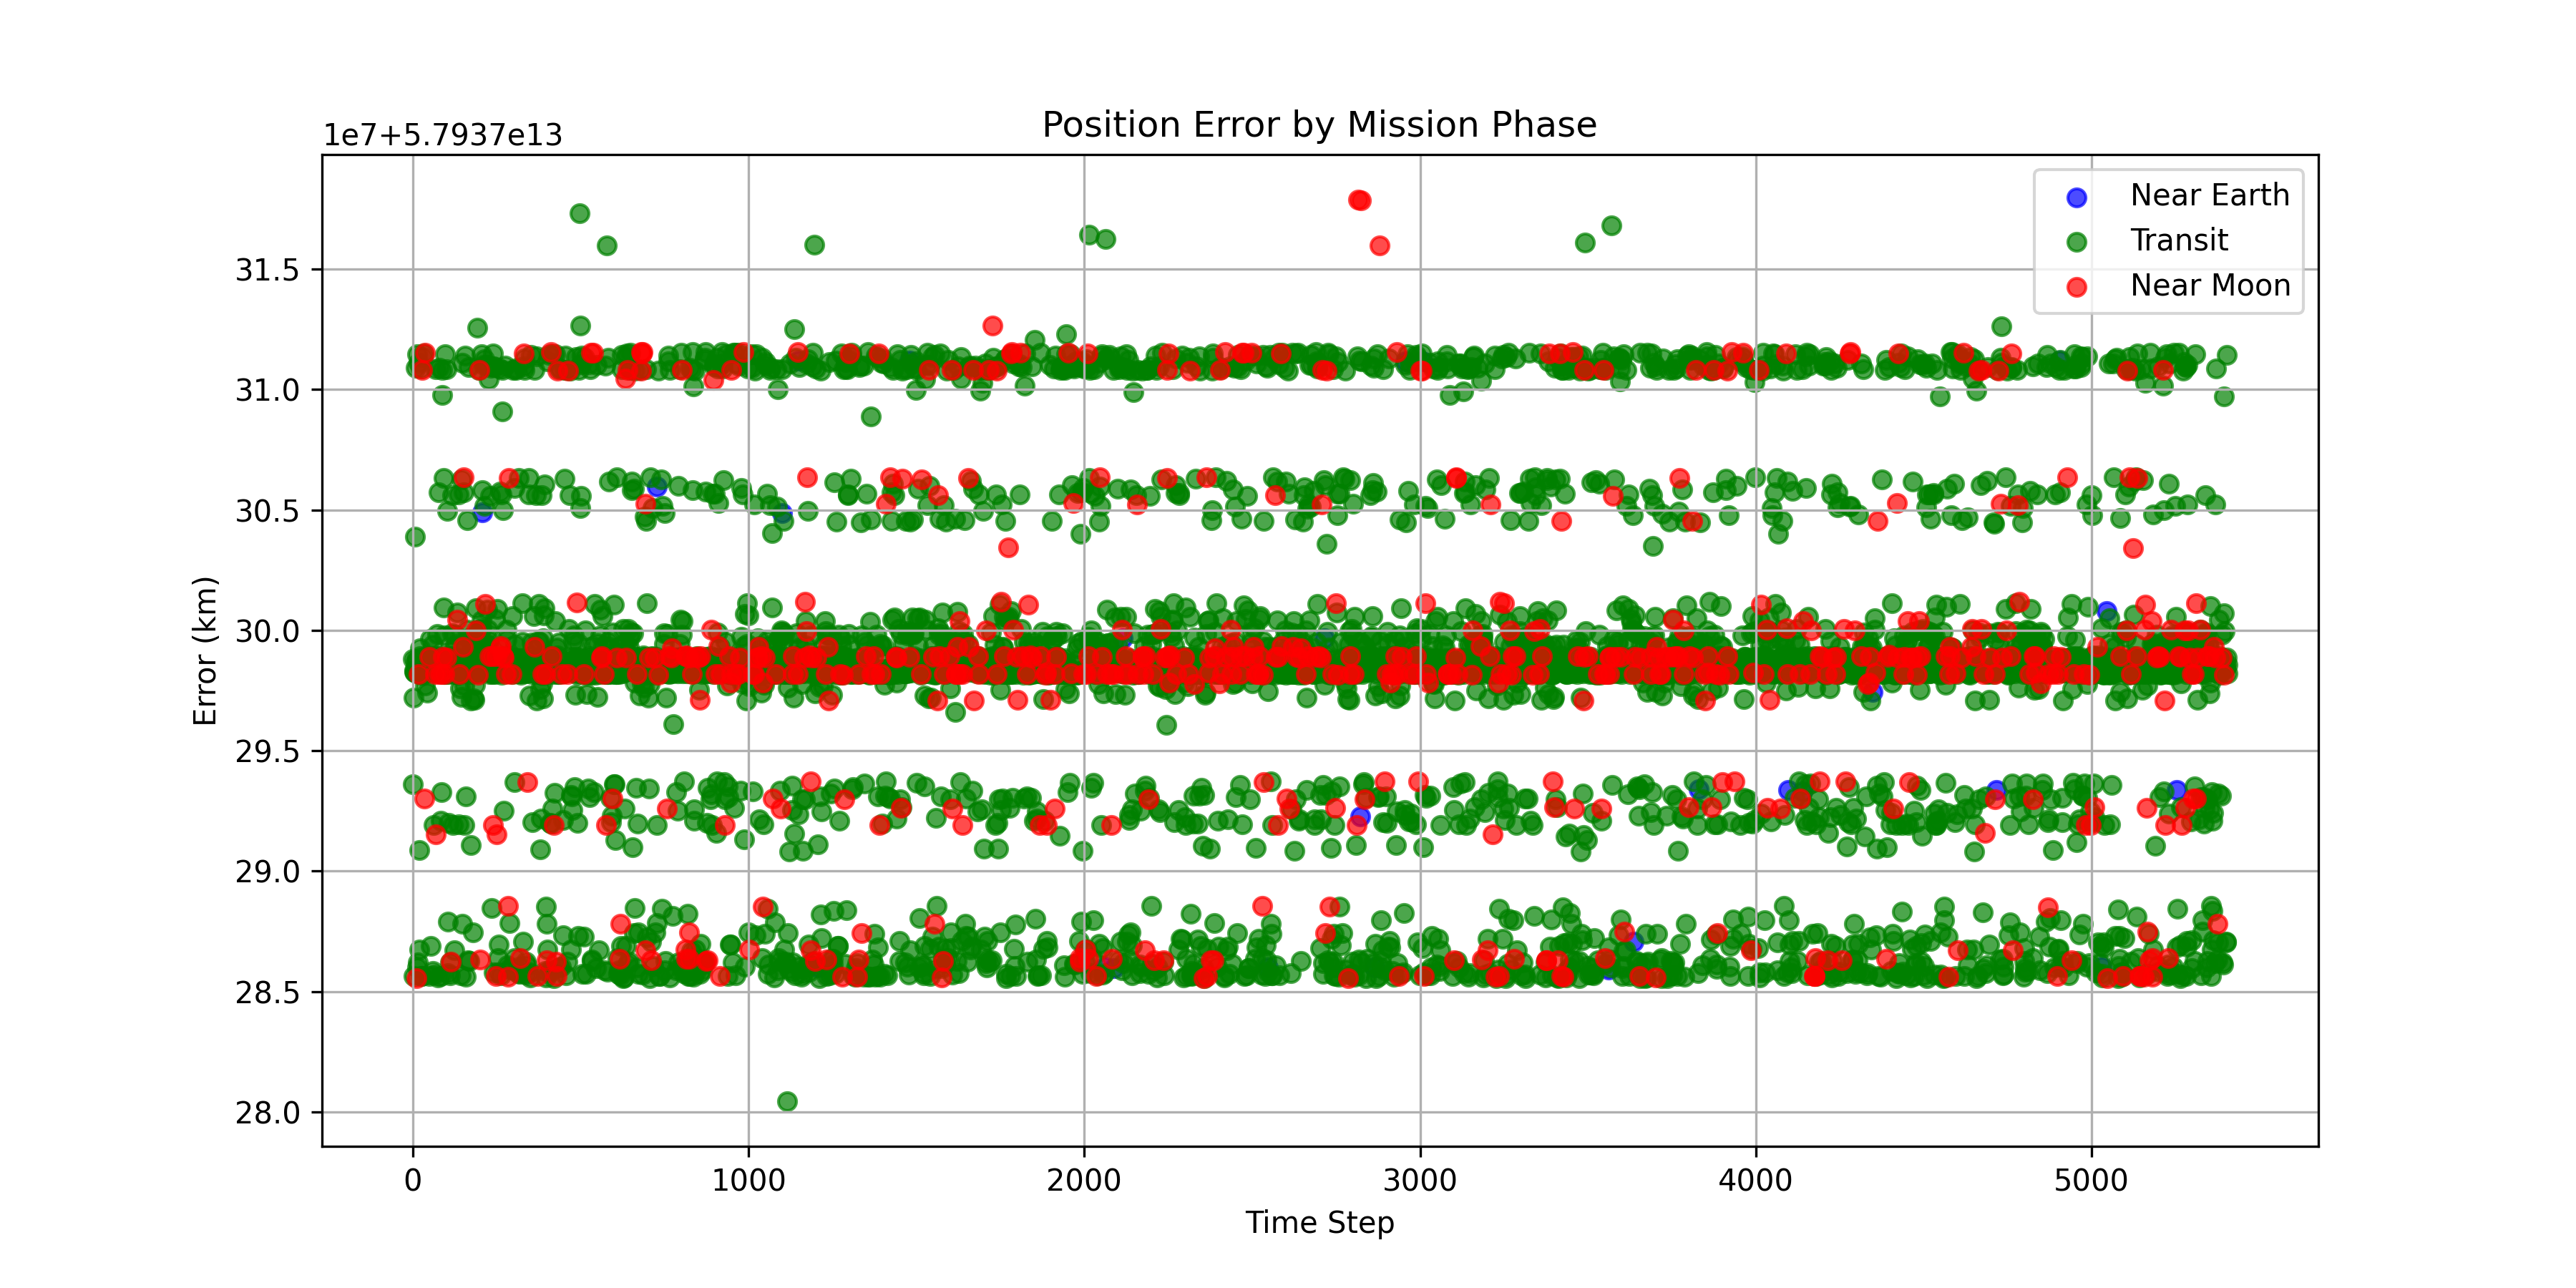 Position Error by Mission Phase
1e7+5.7937e13
Near Earth
Transit
Near Moon
31.5
31.0
30.5
30.0
29.5
29.0
28.5
28.0
Error (km)
0 1000 2000 3000 4000 5000
Time Step